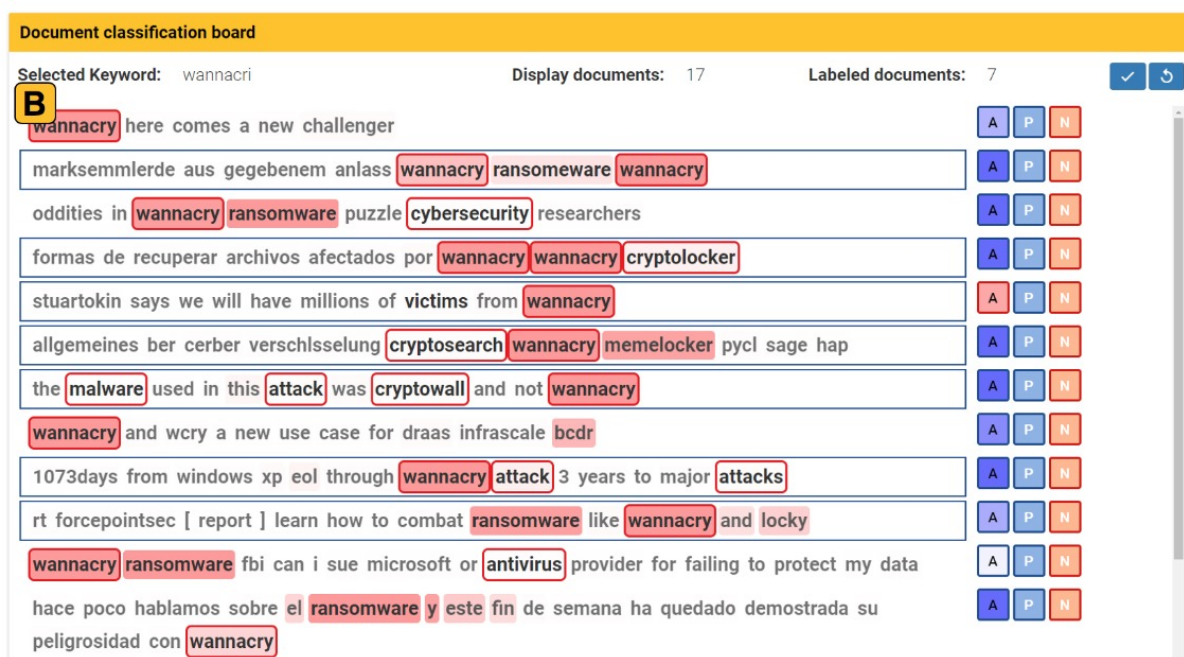 Document classification board
Selected Keyword: wannacri Display documents: 17 Labeled documents: 7
B
wannacry here comes a new challenger A P N
marksemmlerde aus gegebenem anlass wannacry ransomeware wannacry A P N
oddities in wannacry ransomware puzzle cybersecurity researchers A P N
formas de recuperar archivos afectados por wannacry wannacry cryptolocker A P N
stuartokin says we will have millions of victims from wannacry A P N
allgemeines ber cerber verschlsselung cryptosearch wannacry memelocker pycl sage hap A P N
the malware used in this attack was cryptowall and not wannacry A P N
wannacry and wcry a new use case for draas infrascale bcdr A P N
1073days from windows xp eol through wannacry attack 3 years to major attacks A P N
rt forcepointsec [ report ] learn how to combat ransomware like wannacry and locky A P N
wannacry ransomware fbi can i sue microsoft or antivirus provider for failing to protect my data A P N
hace poco hablamos sobre el ransomware y este fin de semana ha quedado demostrada su A P N
peligrosidad con wannacry